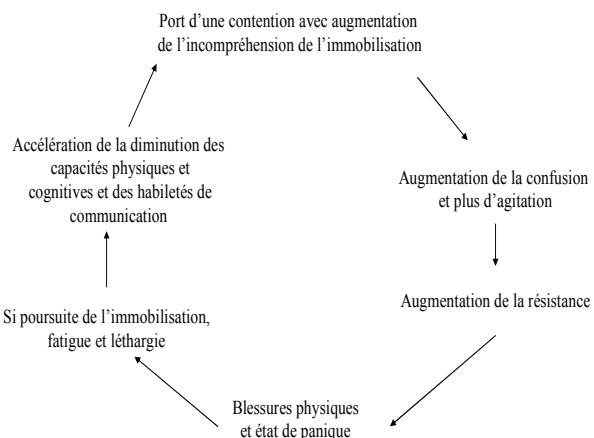 Port d’une contention avec augmentation
de l’incompréhension de l’immobilisation
Augmentation de la confusion
et plus d’agitation
Augmentation de la résistance
Blessures physiques
et état de panique
Si poursuite de l’immobilisation,
fatigue et léthargie
Accélération de la diminution des
capacités physiques et
cognitives et des habiletés de
communication